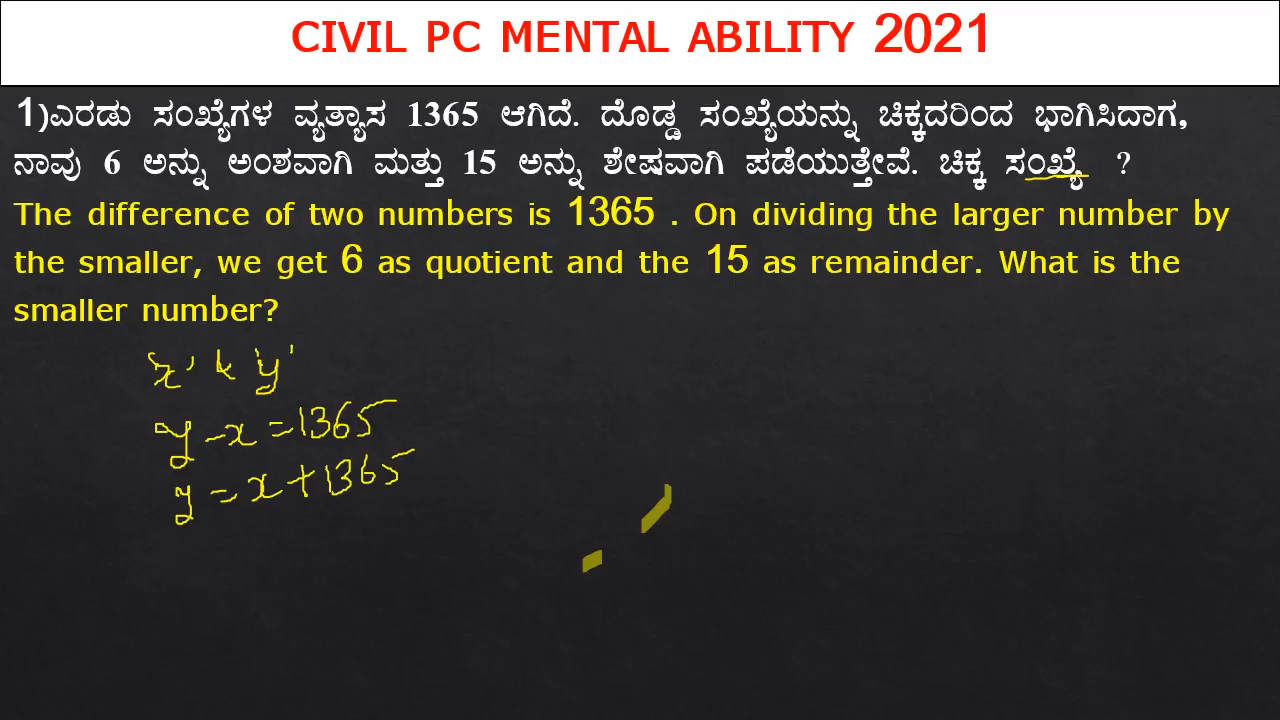 CIVIL PC MENTAL ABILITY 2021
1)ಎರಡು ಸಂಖ್ಯೆಗಳ ವ್ಯತ್ಯಾಸ 1365 ಆಗಿದೆ. ದೊಡ್ಡ ಸಂಖ್ಯೆಯನ್ನು ಚಿಕ್ಕದರಿಂದ ಭಾಗಿಸಿದಾಗ,
ನಾವು 6 ಅನ್ನು ಅಂಶವಾಗಿ ಮತ್ತು 15 ಅನ್ನು ಶೇಷವಾಗಿ ಪಡೆಯುತ್ತೇವೆ. ಚಿಕ್ಕ ಸಂಖ್ಯೆ ?
The difference of two numbers is 1365 . On dividing the larger number by
the smaller, we get 6 as quotient and the 15 as remainder. What is the
smaller number?
'x' & 'y'
y - x = 1365
y = x + 1365